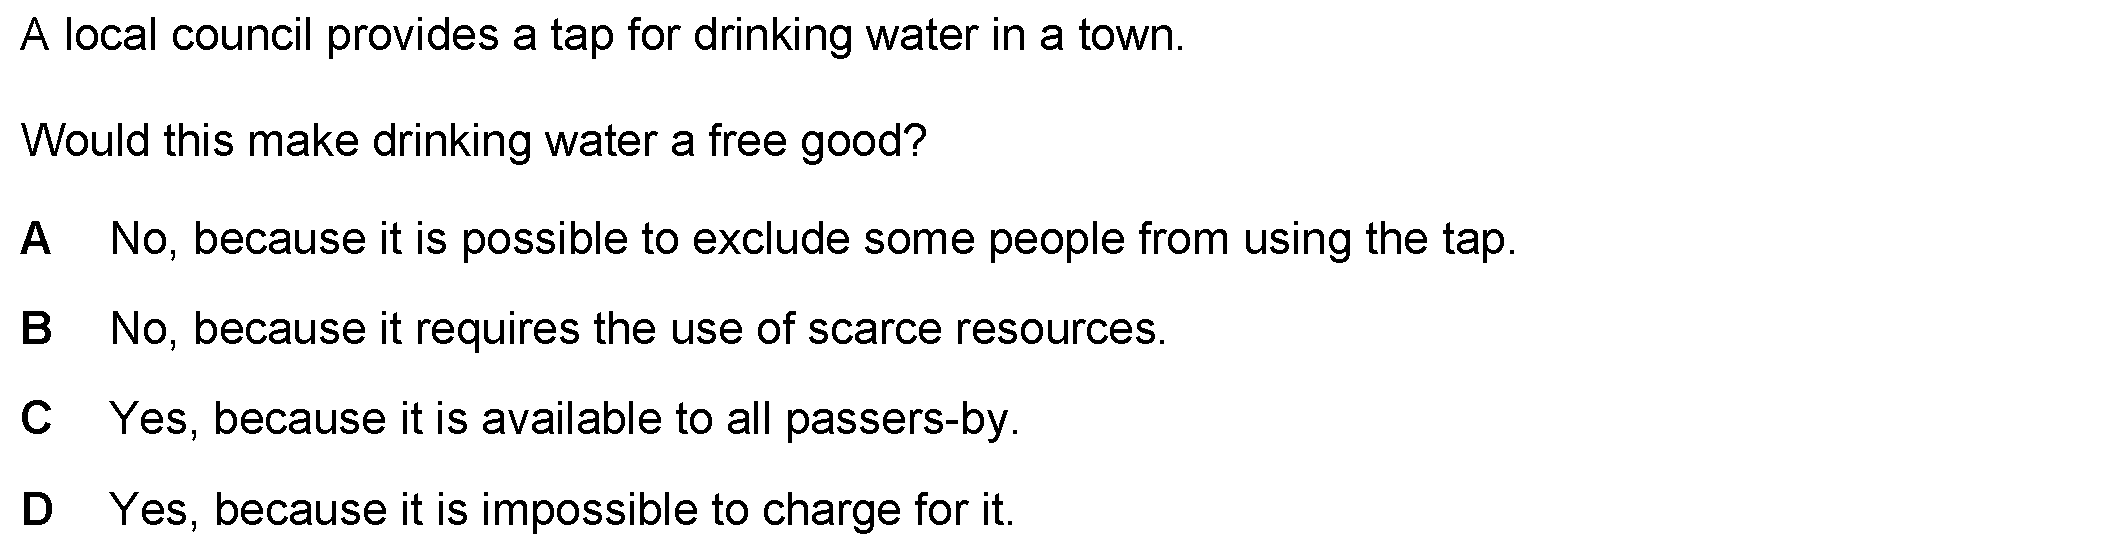 A local council provides a tap for drinking water in a town.
Would this make drinking water a free good?
A No, because it is possible to exclude some people from using the tap.
B No, because it requires the use of scarce resources.
C Yes, because it is available to all passers-by.
D Yes, because it is impossible to charge for it.